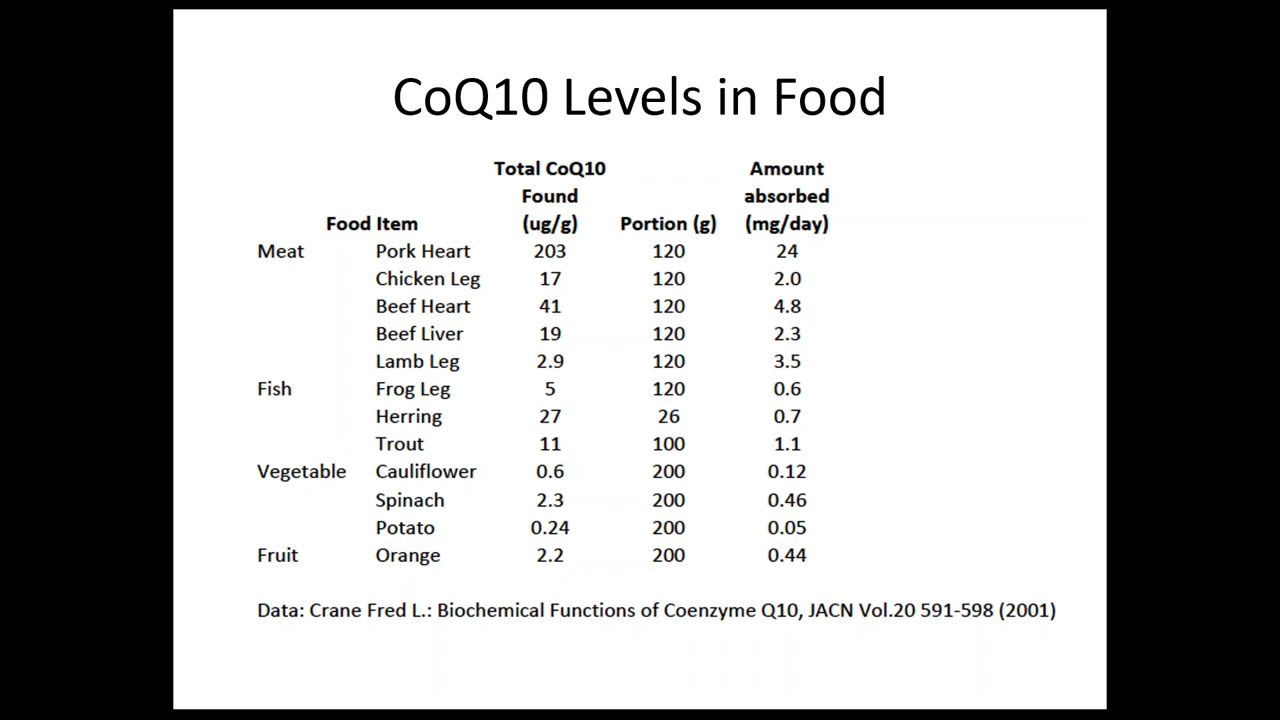 CoQ10 Levels in Food
Total CoQ10 Amount
Found absorbed
Food Item (ug/g) Portion (g) (mg/day)
Meat Pork Heart 203 120 24
Chicken Leg 17 120 2.0
Beef Heart 41 120 4.8
Beef Liver 19 120 2.3
Lamb Leg 2.9 120 3.5
Fish Frog Leg 5 120 0.6
Herring 27 26 0.7
Trout 11 100 1.1
Vegetable Cauliflower 0.6 200 0.12
Spinach 2.3 200 0.46
Potato 0.24 200 0.05
Fruit Orange 2.2 200 0.44
Data: Crane Fred L.: Biochemical Functions of Coenzyme Q10, JACN Vol.20 591-598 (2001)